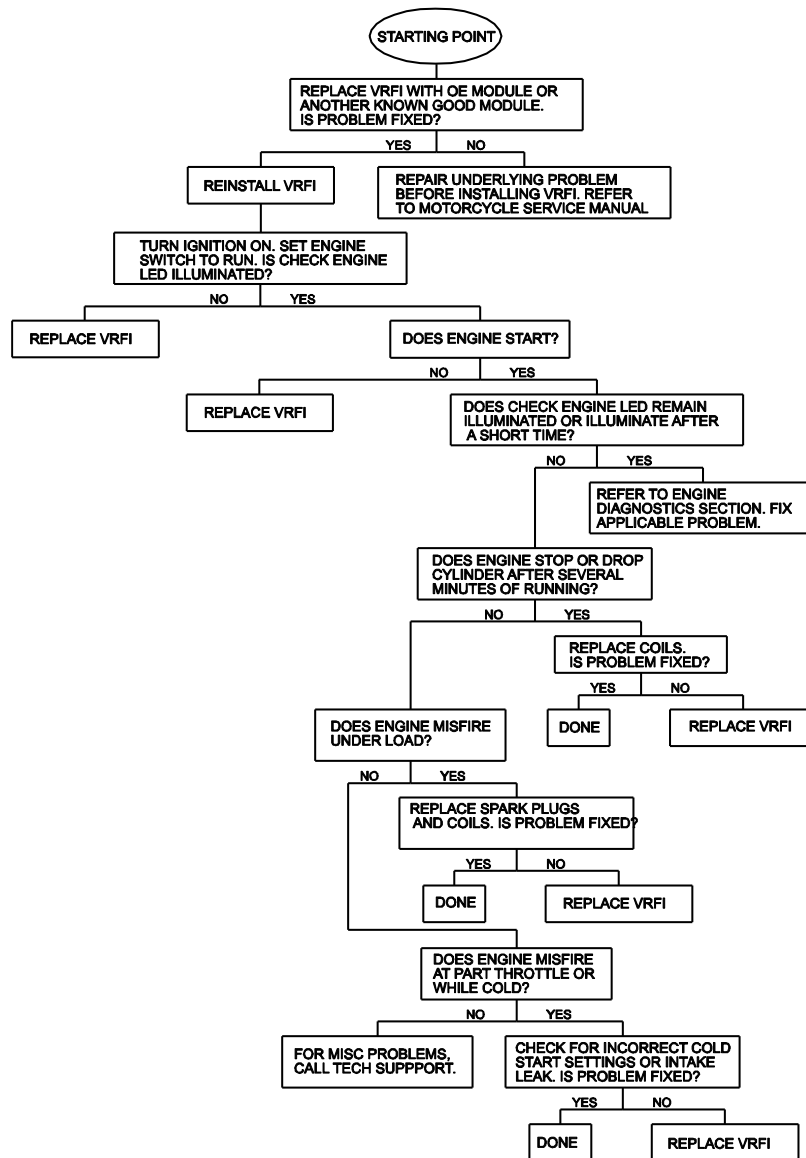 STARTING POINT
REPLACE VRFI WITH OE MODULE OR
ANOTHER KNOWN GOOD MODULE.
IS PROBLEM FIXED?
YES NO
REINSTALL VRFI
REPAIR UNDERLYING PROBLEM
BEFORE INSTALLING VRFI. REFER
TO MOTORCYCLE SERVICE MANUAL
TURN IGNITION ON. SET ENGINE
SWITCH TO RUN. IS CHECK ENGINE
LED ILLUMINATED?
NO YES
REPLACE VRFI
DOES ENGINE START?
NO YES
REPLACE VRFI
DOES CHECK ENGINE LED REMAIN
ILLUMINATED OR ILLUMINATE AFTER
A SHORT TIME?
NO YES
REFER TO ENGINE
DIAGNOSTICS SECTION. FIX
APPLICABLE PROBLEM.
DOES ENGINE STOP OR DROP
CYLINDER AFTER SEVERAL
MINUTES OF RUNNING?
NO YES
REPLACE COILS.
IS PROBLEM FIXED?
YES NO
DONE
REPLACE VRFI
DOES ENGINE MISFIRE
UNDER LOAD?
NO YES
REPLACE SPARK PLUGS
AND COILS. IS PROBLEM FIXED?
YES NO
DONE
REPLACE VRFI
DOES ENGINE MISFIRE
AT PART THROTTLE OR
WHILE COLD?
NO YES
FOR MISC PROBLEMS,
CALL TECH SUPPPORT.
CHECK FOR INCORRECT COLD
START SETTINGS OR INTAKE
LEAK. IS PROBLEM FIXED?
YES NO
DONE
REPLACE VRFI